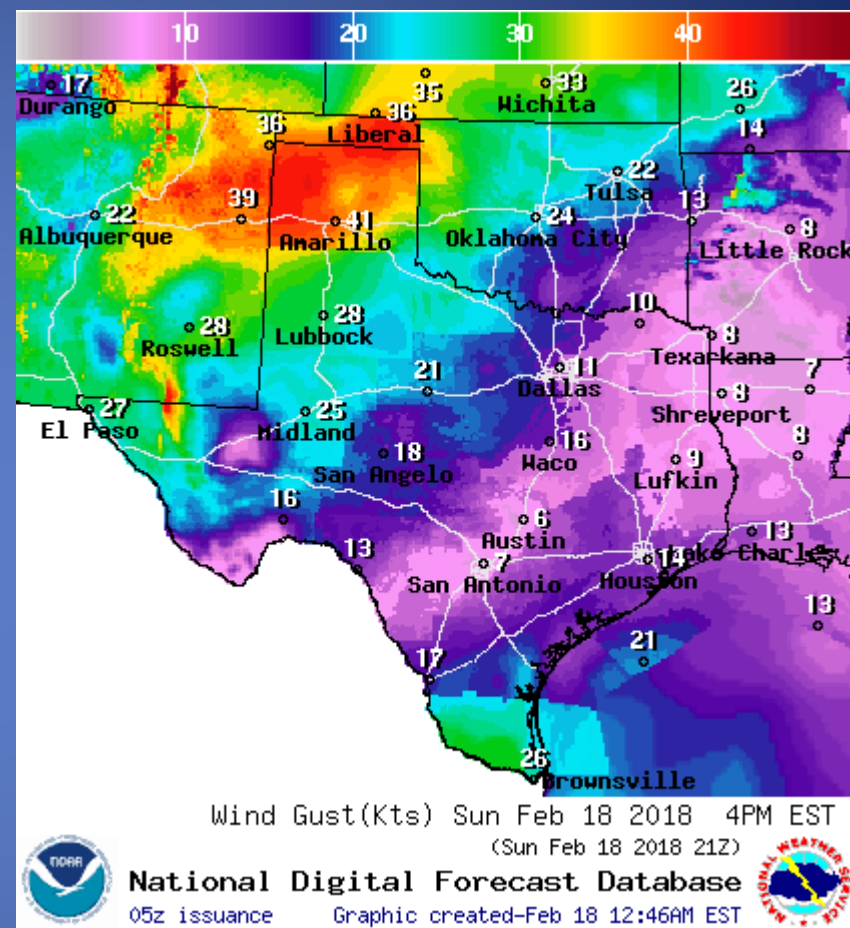 10 20 30 40
17 35 33 26
Durango Wichita
36 36 14
Liberal
22 39 41 24 22 13 8
Tulsa
Albuquerque Amarillo Oklahoma City Little Rock
28 28 10 8
Roswell Lubbock Texarkana
21 11 8 7
Dallas Shreveport
27 25
El Paso Midland
18 16 9 8
San Angelo Waco Lufkin
16 6 13
Austin
13 7 14
San Antonio Houston Lake Charles
13
17 21
26
Brownsville
Wind Gust(Kts) Sun Feb 18 2018 4PM EST
(Sun Feb 18 2018 21Z)
NOAA
National Digital Forecast Database
NATIONAL WEATHER SERVICE
05z issuance Graphic created-Feb 18 12:46AM EST